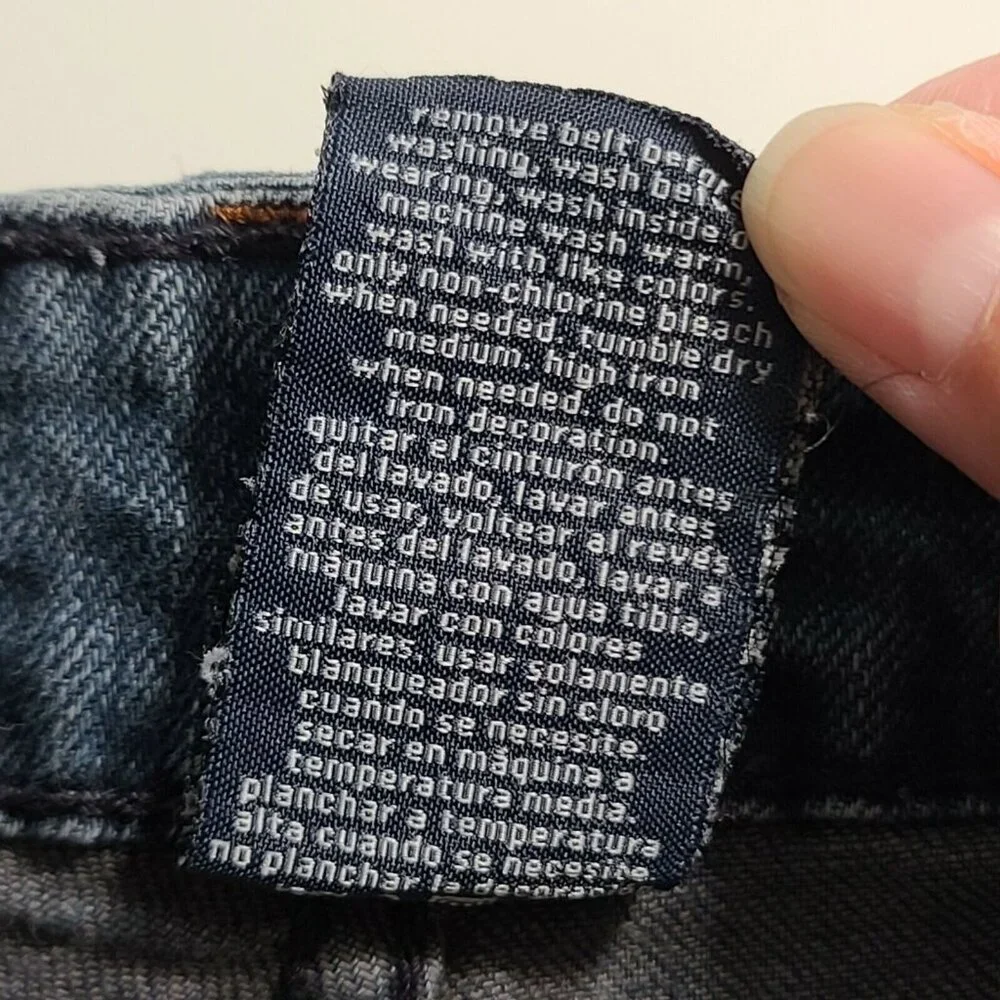 remove belt before
washing, wash before
wearing, wash inside o
machine wash warm,
wash with like colors.
only non-chlorine bleach
when needed. tumble dry
medium. high iron
when needed. do not
iron decoration.
quitar el cinturón antes
del lavado, lavar antes
de usar, voltear al revés
antes del lavado, lavar a
máquina con agua tibia,
lavar con colores
similares. usar solamente
blanqueador sin cloro
cuando se necesite
secar en máquina a
temperatura media
planchar a temperatura
alta cuando se necesite
no planchar la